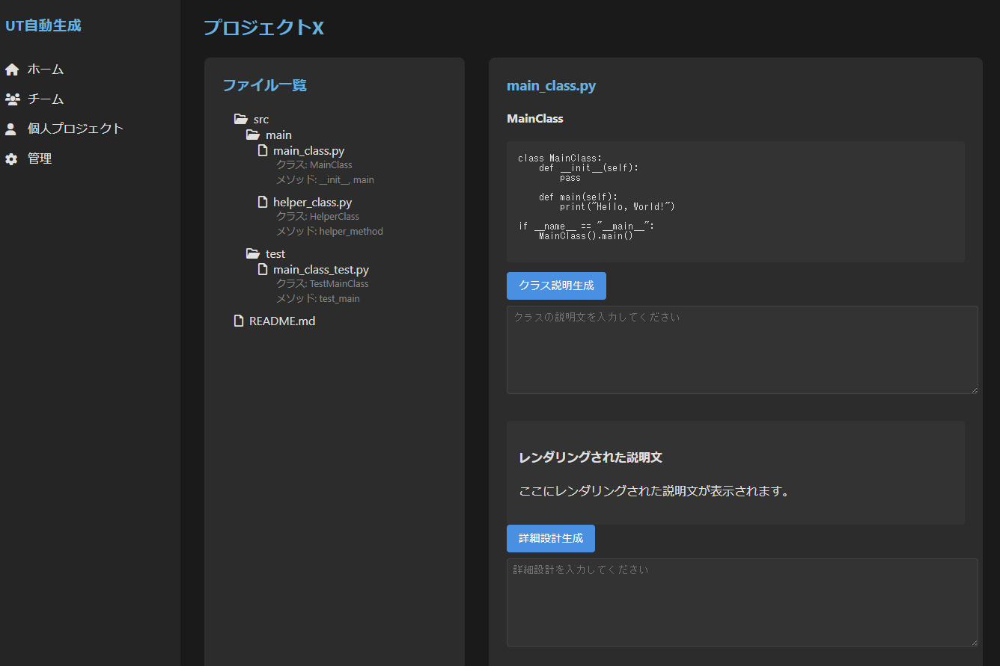 UT自動生成
ホーム
チーム
個人プロジェクト
管理
プロジェクトX
ファイル一覧
src
main
main_class.py
クラス: MainClass
メソッド: __init__, main
helper_class.py
クラス: HelperClass
メソッド: helper_method
test
main_class_test.py
クラス: TestMainClass
メソッド: test_main
README.md
main_class.py
MainClass
class MainClass:
    def __init__(self):
        pass
    def main(self):
        print("Hello, World!")
if __name__ == "__main__":
    MainClass().main()
クラス説明生成
クラスの説明文を入力してください
レンダリングされた説明文
ここにレンダリングされた説明文が表示されます。
詳細設計生成
詳細設計を入力してください